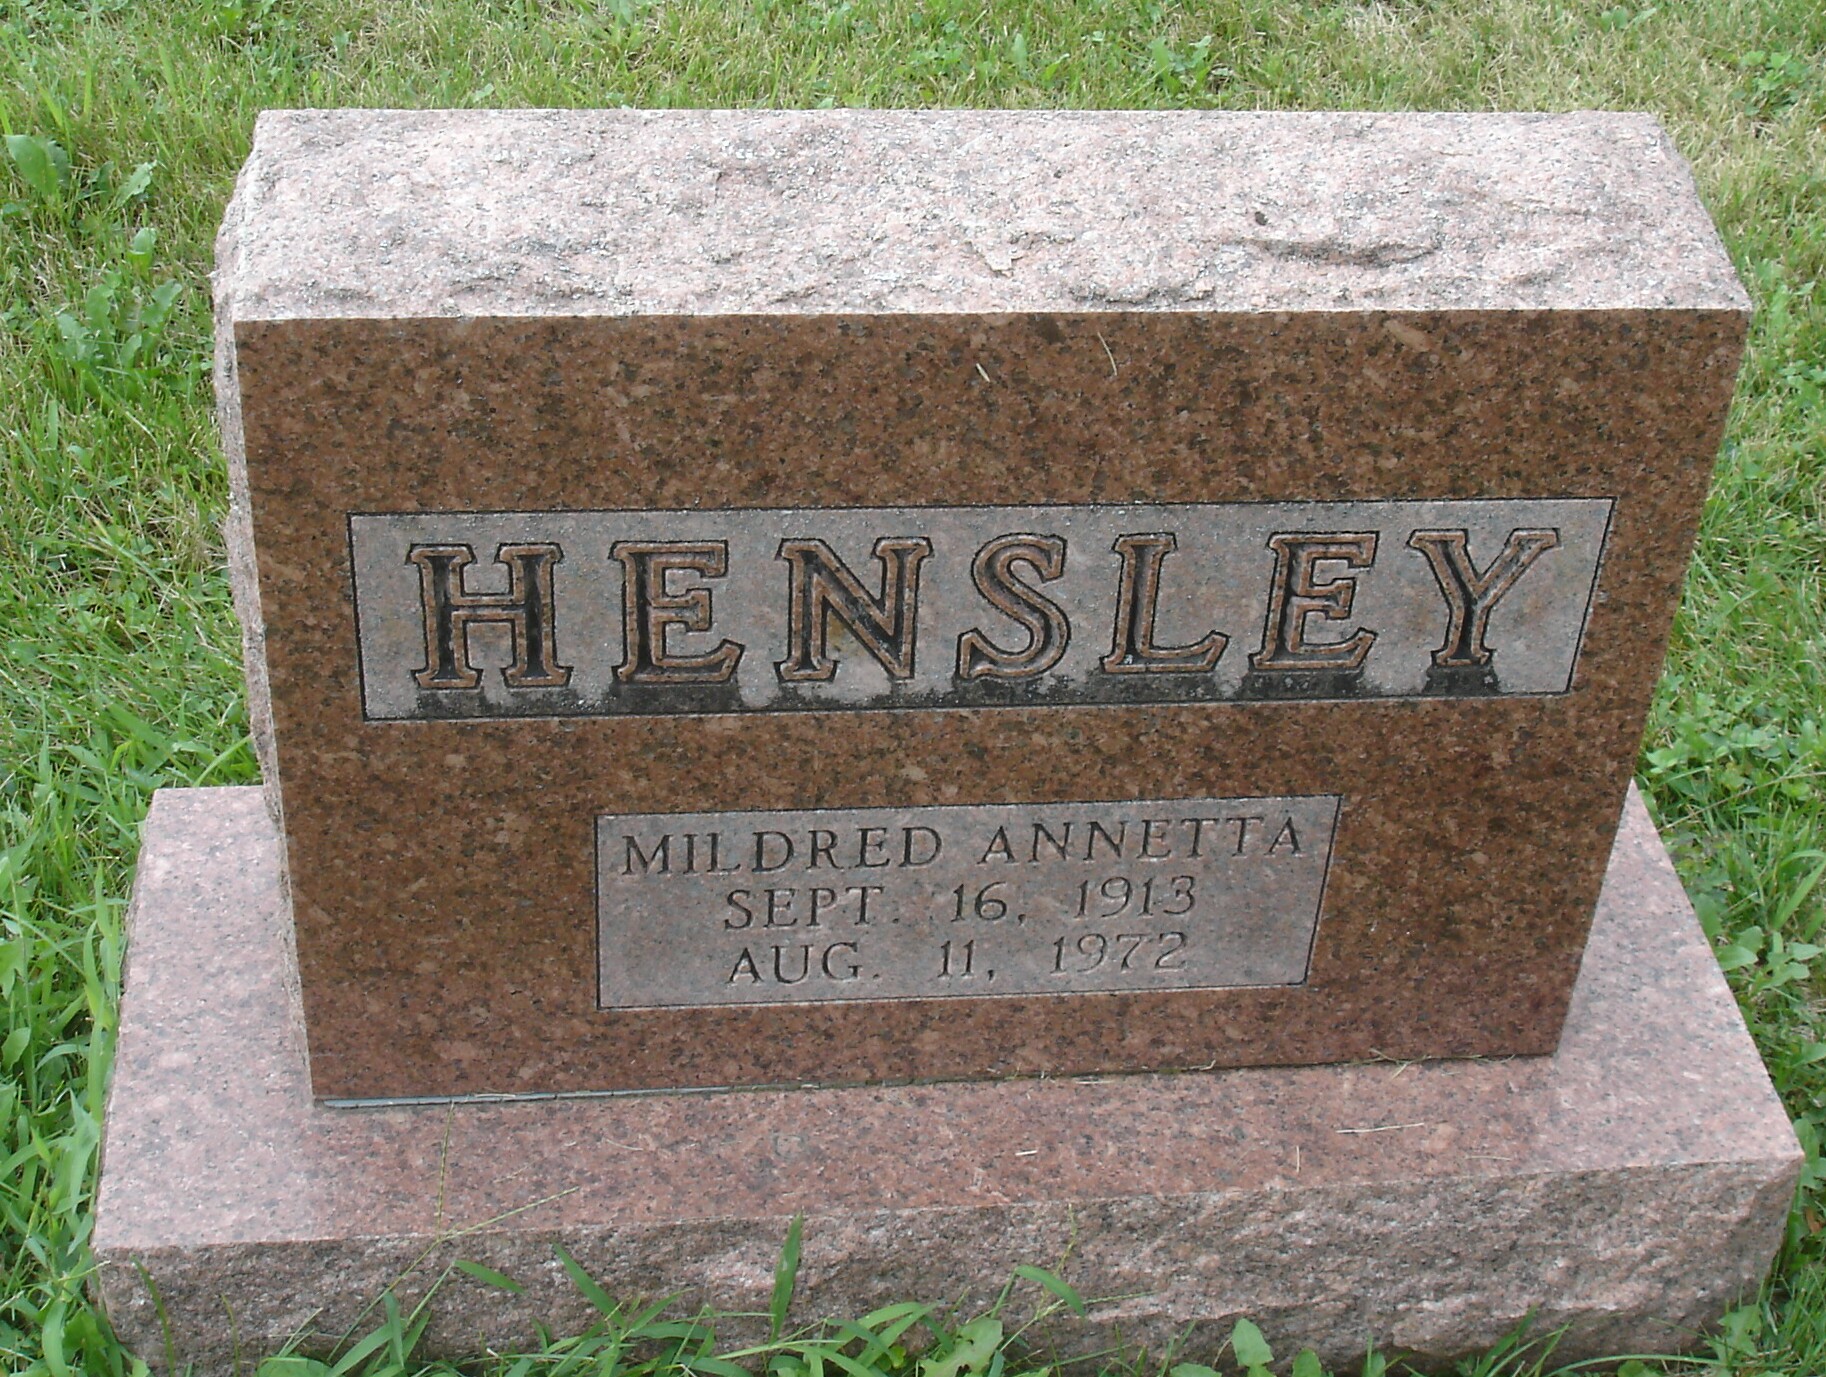 HENSLEY
MILDRED ANNETTA
SEPT. 16, 1913
AUG. 11, 1972